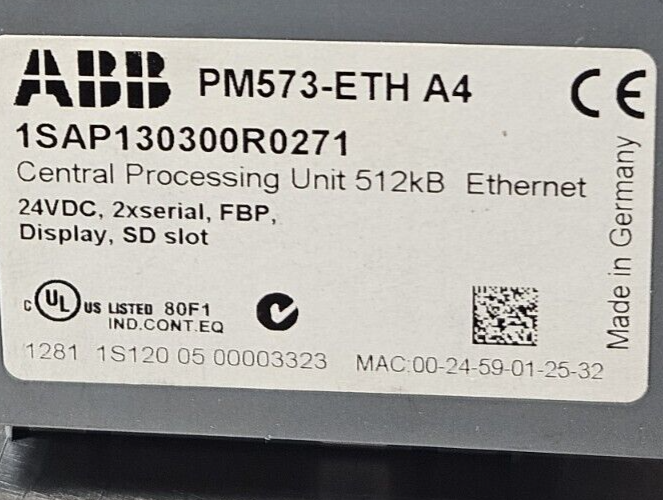 ABB PM573-ETH A4 CE
1SAP130300R0271
Central Processing Unit 512kB Ethernet
24VDC, 2xserial, FBP,
Display, SD slot
Made in Germany
C UL US LISTED 80F1
IND.CONT.EQ
1281 1S120 05 00003323 MAC:00-24-59-01-25-32